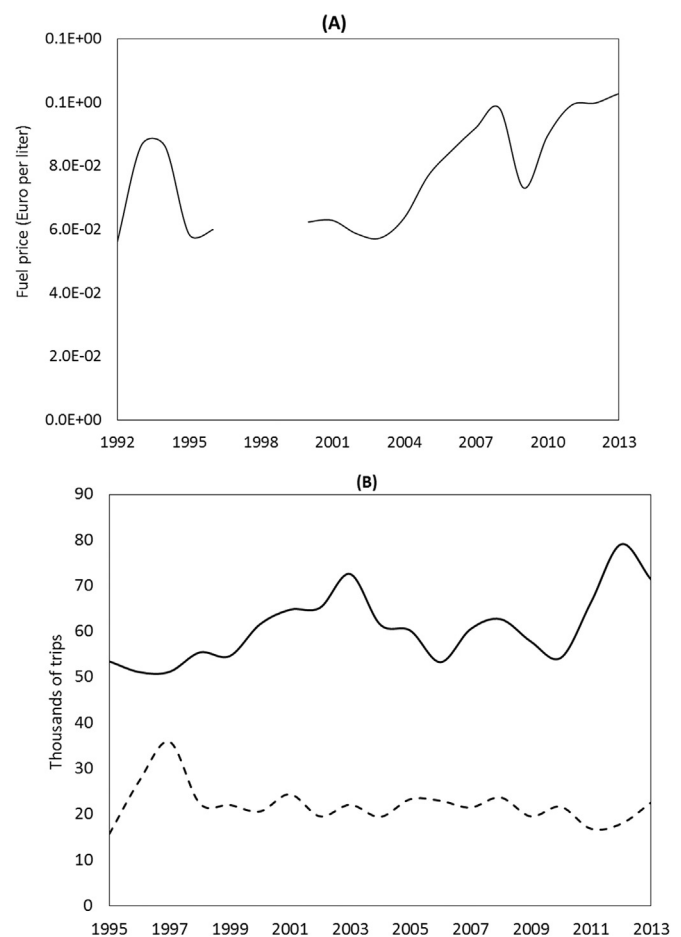 (A)
Fuel price (Euro per liter)
0.1E+00
0.1E+00
8.0E-02
6.0E-02
4.0E-02
2.0E-02
0.0E+00
1992 1995 1998 2001 2004 2007 2010 2013
(B)
Thousands of trips
90
80
70
60
50
40
30
20
10
0
1995 1997 1999 2001 2003 2005 2007 2009 2011 2013